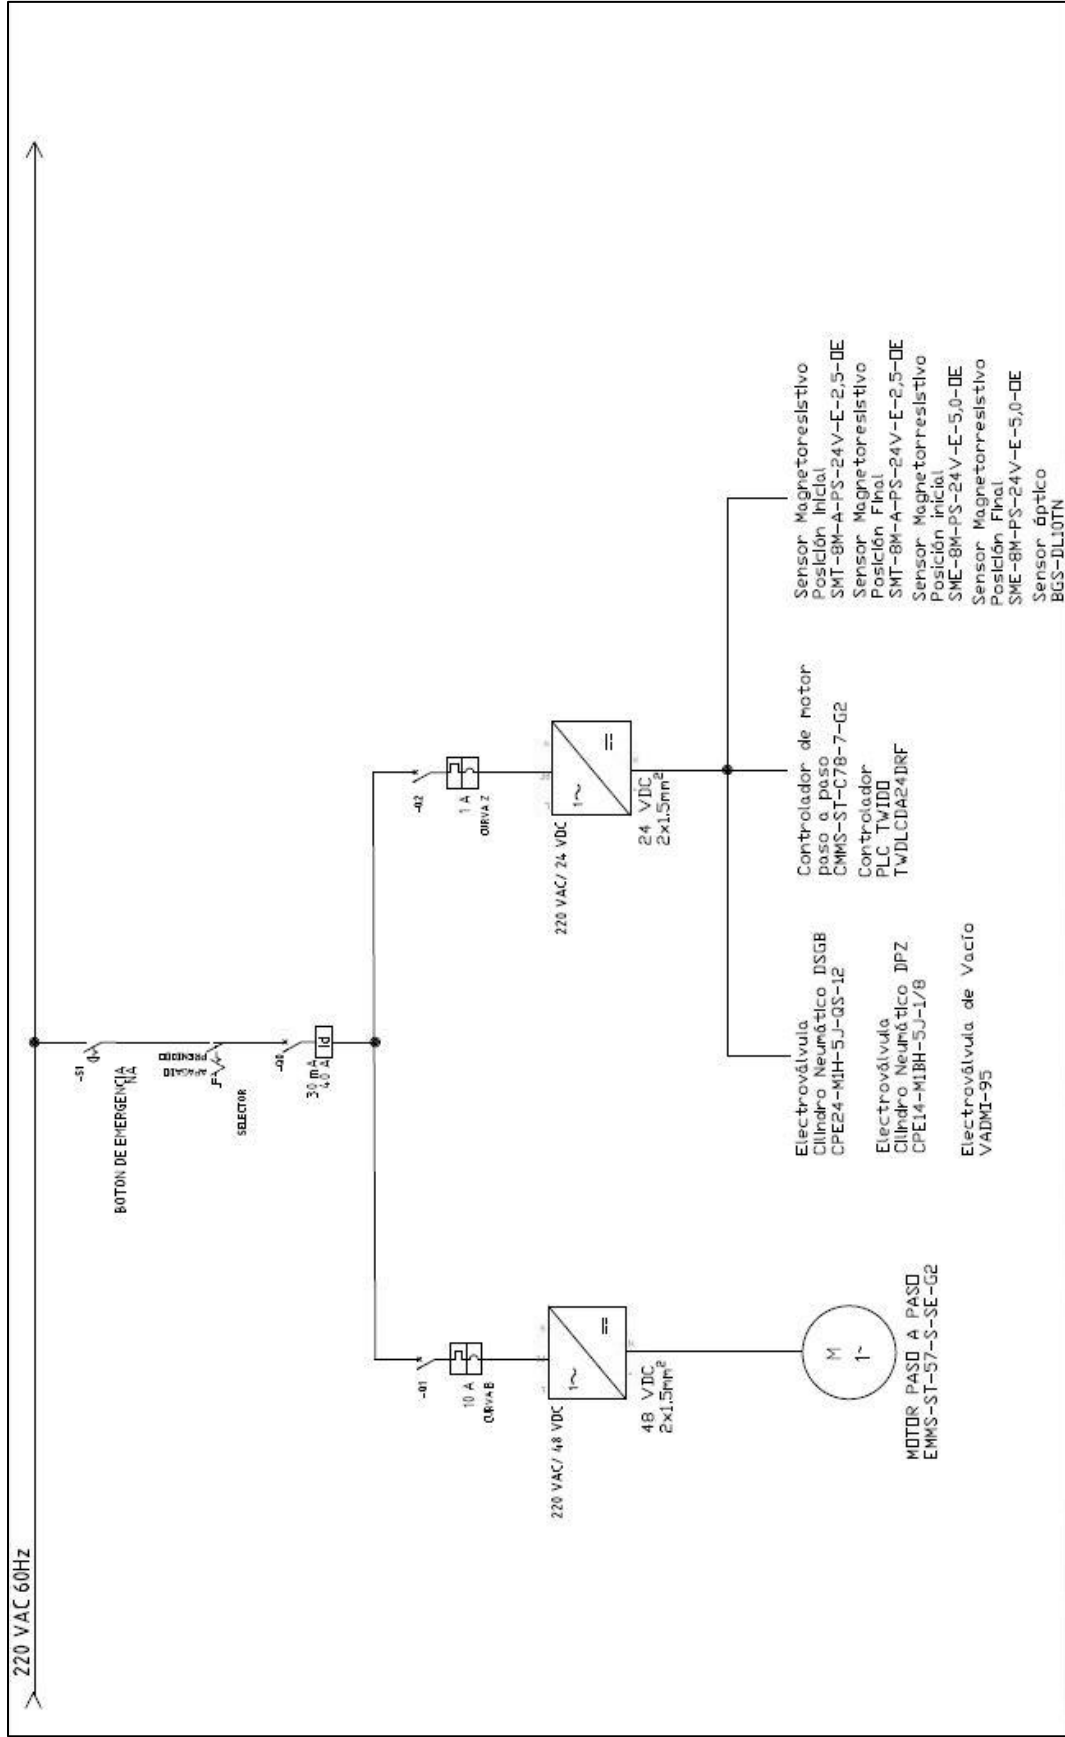 220 VAC 60Hz
-S1
BOTON DE EMERGENCIA
NA
APAGADO
PRENDIDO
SELECTOR
-Q0
30 mA
40 A
Id
-Q1
10 A
CURVA B
220 VAC/ 48 VDC
1~
48 VDC
2x1.5mm²
M
1~
MOTOR PASO A PASO
EMMS-ST-57-S-SE-G2
-Q2
1 A
CURVA Z
220 VAC/ 24 VDC
1~
24 VDC
2x1.5mm²
Electroválvula
Cilindro Neumático DSGB
CPE24-M1H-5J-QS-12
Electroválvula
Cilindro Neumático DPZ
CPE14-M1BH-5J-1/8
Electroválvula de Vacío
VADMI-95
Controlador de motor
paso a paso
CMMS-ST-C78-7-G2
Controlador
PLC TWIDO
TWDLCDA24DRF
Sensor Magnetoresistivo
Posición Inicial
SMT-8M-A-PS-24V-E-2,5-OE
Sensor Magnetoresistivo
Posición Final
SMT-8M-A-PS-24V-E-2,5-OE
Sensor Magnetorresistivo
Posición inicial
SME-8M-PS-24V-E-5,0-OE
Sensor Magnetorresistivo
Posición Final
SME-8M-PS-24V-E-5,0-OE
Sensor óptico
BGS-DL10TN